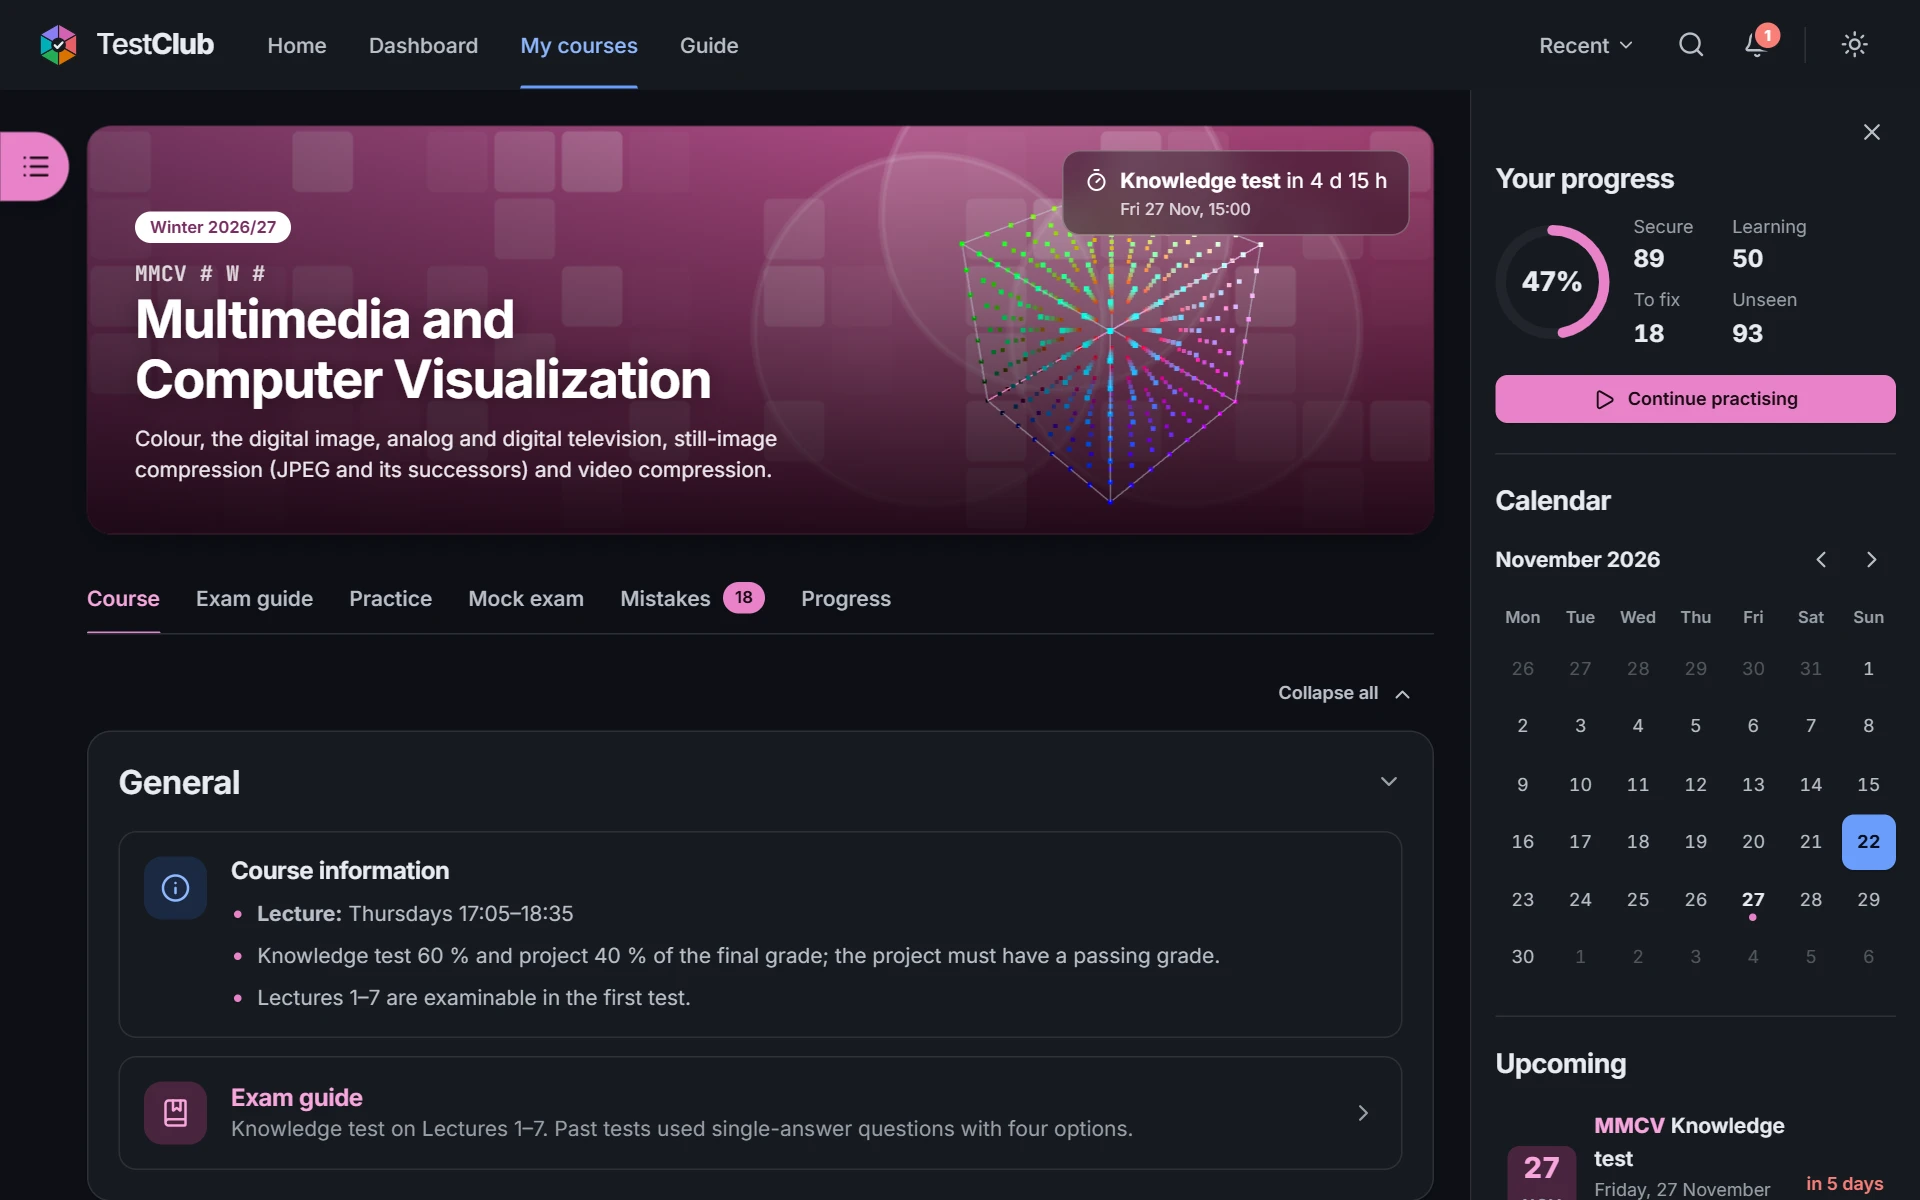 TestClub
Home
Dashboard
My courses
Guide
Recent
1
Winter 2026/27
MMCV # W #
Multimedia and
Computer Visualization
Colour, the digital image, analog and digital television, still-image
compression (JPEG and its successors) and video compression.
Knowledge test in 4 d 15 h
Fri 27 Nov, 15:00
Course
Exam guide
Practice
Mock exam
Mistakes 18
Progress
Collapse all
General
Course information
• Lecture: Thursdays 17:05–18:35
• Knowledge test 60 % and project 40 % of the final grade; the project must have a passing grade.
• Lectures 1–7 are examinable in the first test.
Exam guide
Knowledge test on Lectures 1–7. Past tests used single-answer questions with four options.
Your progress
47%
Secure Learning
89 50
To fix Unseen
18 93
Continue practising
Calendar
November 2026
Mon Tue Wed Thu Fri Sat Sun
26 27 28 29 30 31 1
2 3 4 5 6 7 8
9 10 11 12 13 14 15
16 17 18 19 20 21 22
23 24 25 26 27 28 29
30 1 2 3 4 5 6
Upcoming
27
MMCV Knowledge
test
Friday, 27 November
in 5 days